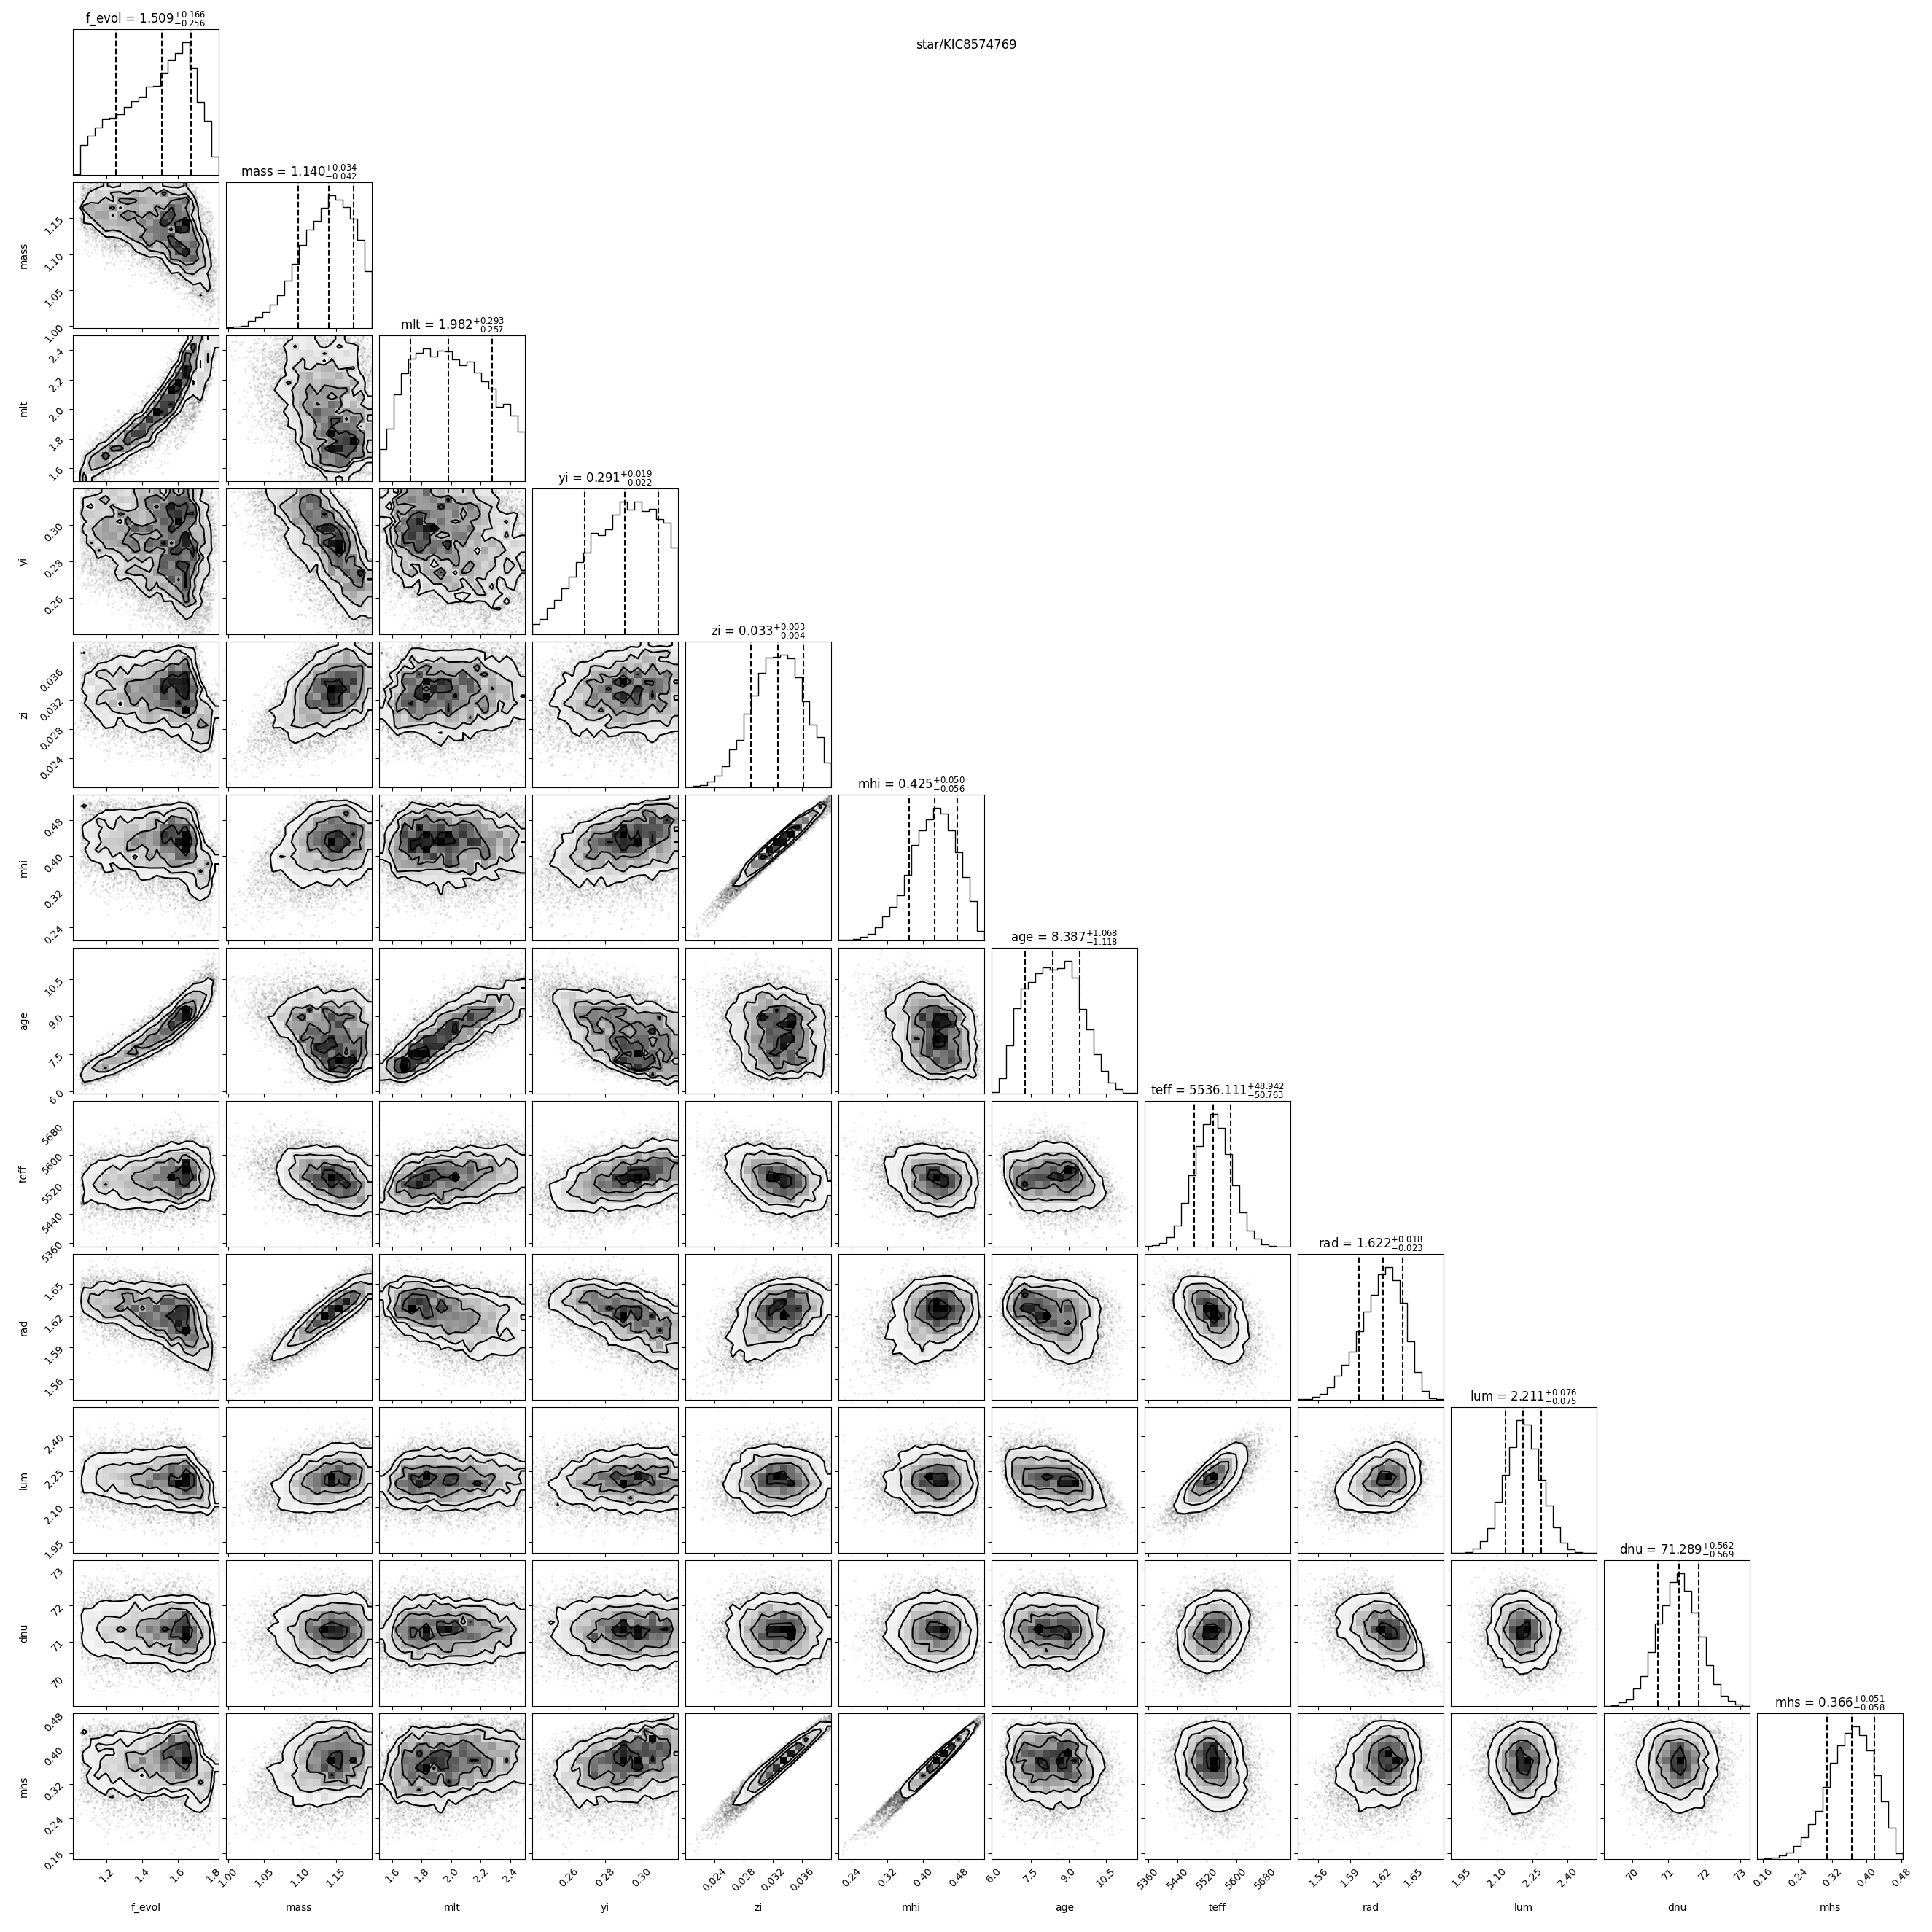 star/KIC8574769
f_evol = 1.509+0.166−0.256
mass = 1.140+0.034−0.042
mass
1.15
1.10
1.05
1.00
mlt = 1.982+0.293−0.257
mlt
2.4
2.2
2.0
1.8
1.6
yi = 0.291+0.019−0.022
yi
0.30
0.28
0.26
zi = 0.033+0.003−0.004
zi
0.036
0.032
0.028
0.024
mhi = 0.425+0.050−0.056
mhi
0.48
0.40
0.32
0.24
age = 8.387+1.068−1.118
age
10.5
9.0
7.5
6.0
teff = 5536.111+48.942−50.763
teff
5680
5600
5520
5440
5360
rad = 1.622+0.018−0.023
rad
1.65
1.62
1.59
1.56
lum = 2.211+0.076−0.075
lum
2.40
2.25
2.10
1.95
dnu = 71.289+0.562−0.569
dnu
73
72
71
70
mhs = 0.366+0.051−0.058
mhs
0.48
0.40
0.32
0.24
0.16
1.2 1.4 1.6 1.8 1.00 1.05 1.10 1.15 1.6 1.8 2.0 2.2 2.4 0.26 0.28 0.30 0.024 0.028 0.032 0.036 0.24 0.32 0.40 0.48 6.0 7.5 9.0 10.5 5360 5440 5520 5600 5680 1.56 1.59 1.62 1.65 1.95 2.10 2.25 2.40 70 71 72 73 0.16 0.24 0.32 0.40 0.48
f_evol mass mlt yi zi mhi age teff rad lum dnu mhs